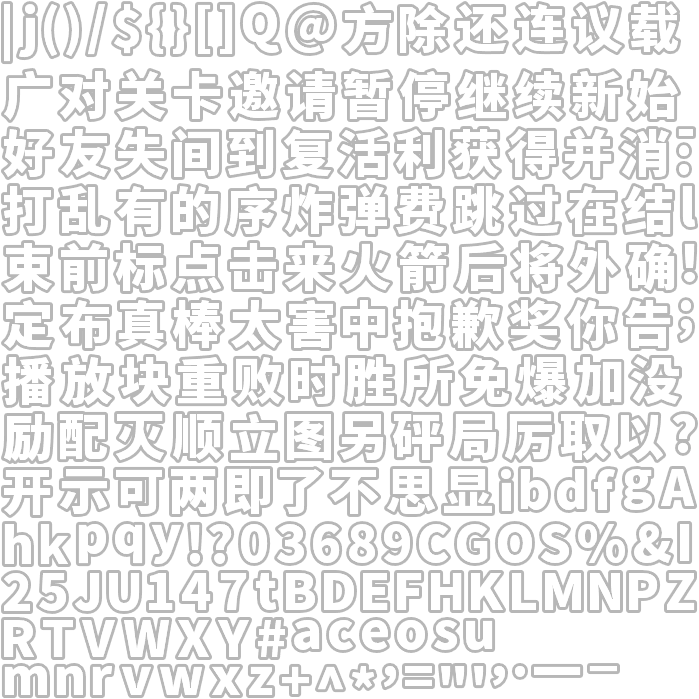 |j()/${}[]Q@方除还连议载
广对关卡邀请暂停继续新始
好友失间到复活利获得并消:
打乱有的序炸弹费跳过在结
束前标点击来火箭后将外确!
定布真棒太害中抱歉奖你告;
播放块重败时胜所免爆加没
励配灭顺立图另砰局厉取以?
开示可两即了不思显ibdfgA
hkpqy!?03689CGOS%&I
25JU147tBDEFHKLMNPZ
RTVWXY#aceosu
mnrvwxz+^*,="',·一-